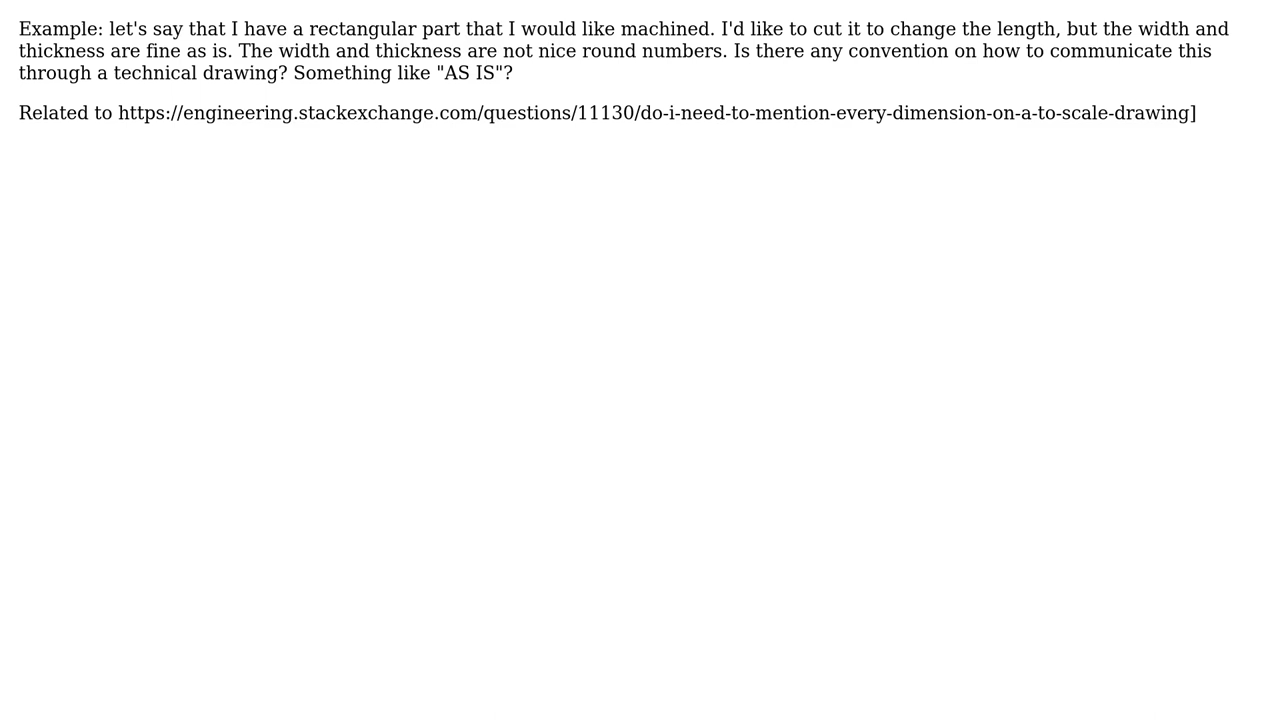 Example: let's say that I have a rectangular part that I would like machined. I'd like to cut it to change the length, but the width and
thickness are fine as is. The width and thickness are not nice round numbers. Is there any convention on how to communicate this
through a technical drawing? Something like "AS IS"?
Related to https://engineering.stackexchange.com/questions/11130/do-i-need-to-mention-every-dimension-on-a-to-scale-drawing]